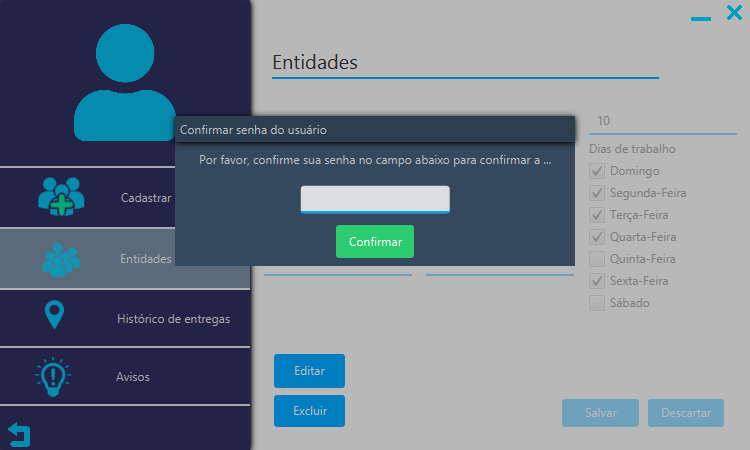 Entidades
Confirmar senha do usuário
Por favor, confirme sua senha no campo abaixo para confirmar a ...
Confirmar
Cadastrar
Entidades
Histórico de entregas
Avisos
10
Dias de trabalho
Domingo
Segunda-Feira
Terça-Feira
Quarta-Feira
Quinta-Feira
Sexta-Feira
Sábado
Editar
Excluir
Salvar
Descartar